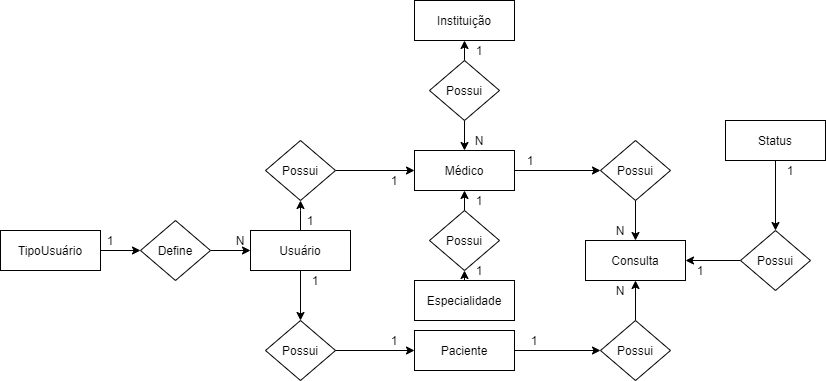 Instituição
1
Possui
N
Status
Possui
1
Médico
1
Possui
1
1
1
TipoUsuário
1
Define
N
Usuário
1
Possui
N
Consulta
1
Possui
1
1
Especialidade
N
Possui
1
Paciente
1
Possui